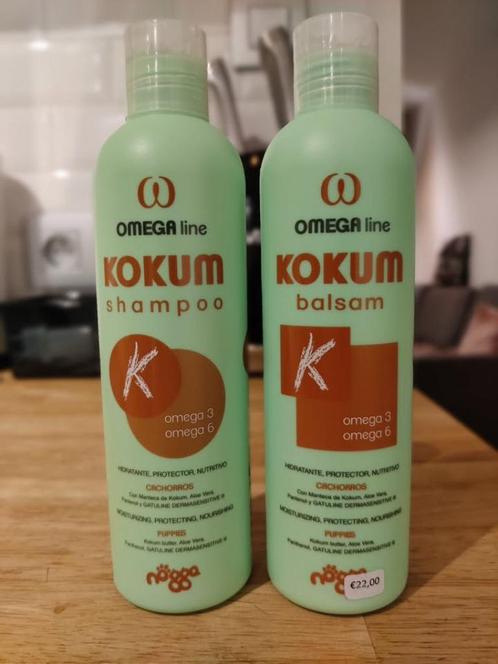 ω
OMEGA line
KOKUM
shampoo
K
omega 3
omega 6
HIDRATANTE, PROTECTOR, NUTRITIVO
CACHORROS
Con Manteca de Kokum, Aloe Vera,
Pantenol y GATULINE DERMASENSITIVE ®
MOISTURIZING, PROTECTING, NOURISHING
PUPPIES
Kokum butter, Aloe Vera,
Panthenol, GATULINE DERMASENSITIVE ®
nogga
ω
OMEGA line
KOKUM
balsam
K
omega 3
omega 6
HIDRATANTE, PROTECTOR, NUTRITIVO
CACHORROS
Con Manteca de Kokum, Aloe Vera,
Pantenol y GATULINE DERMASENSITIVE ®
MOISTURIZING, PROTECTING, NOURISHING
PUPPIES
Kokum butter, Aloe Vera,
Panthenol, GATULINE DERMASENSITIVE ®
nogga
€22,00